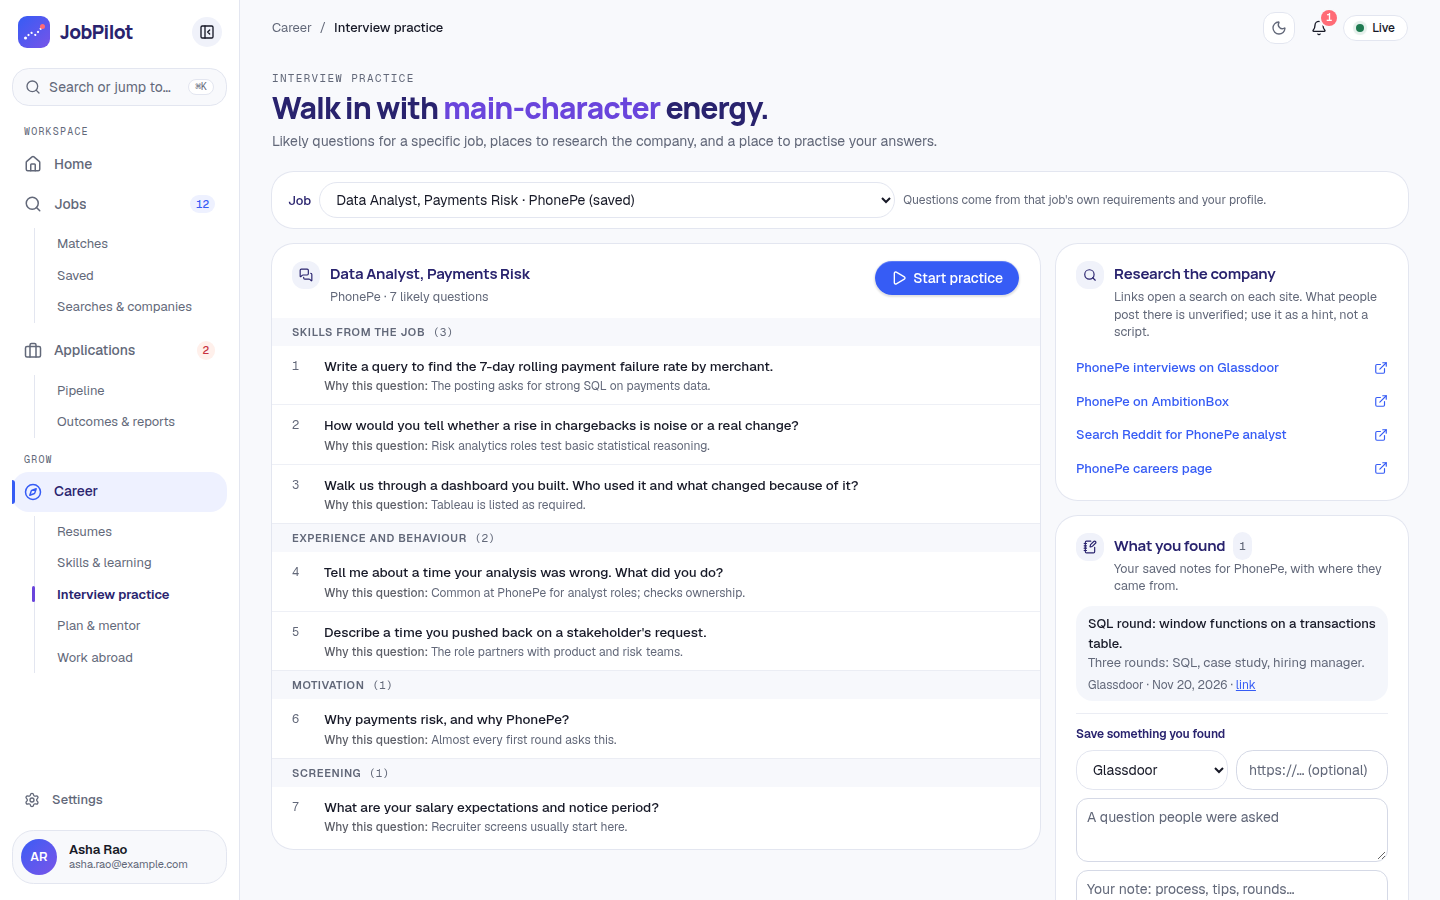 JobPilot
Search or jump to...
⌘K
WORKSPACE
Home
Jobs
12
Matches
Saved
Searches & companies
Applications
2
Pipeline
Outcomes & reports
GROW
Career
Resumes
Skills & learning
Interview practice
Plan & mentor
Work abroad
Settings
AR
Asha Rao
asha.rao@example.com
Career / Interview practice
1
Live
INTERVIEW PRACTICE
Walk in with main-character energy.
Likely questions for a specific job, places to research the company, and a place to practise your answers.
Job
Data Analyst, Payments Risk · PhonePe (saved)
Questions come from that job's own requirements and your profile.
Data Analyst, Payments Risk
PhonePe · 7 likely questions
Start practice
SKILLS FROM THE JOB (3)
1 Write a query to find the 7-day rolling payment failure rate by merchant.
Why this question: The posting asks for strong SQL on payments data.
2 How would you tell whether a rise in chargebacks is noise or a real change?
Why this question: Risk analytics roles test basic statistical reasoning.
3 Walk us through a dashboard you built. Who used it and what changed because of it?
Why this question: Tableau is listed as required.
EXPERIENCE AND BEHAVIOUR (2)
4 Tell me about a time your analysis was wrong. What did you do?
Why this question: Common at PhonePe for analyst roles; checks ownership.
5 Describe a time you pushed back on a stakeholder's request.
Why this question: The role partners with product and risk teams.
MOTIVATION (1)
6 Why payments risk, and why PhonePe?
Why this question: Almost every first round asks this.
SCREENING (1)
7 What are your salary expectations and notice period?
Why this question: Recruiter screens usually start here.
Research the company
Links open a search on each site. What people
post there is unverified; use it as a hint, not a
script.
PhonePe interviews on Glassdoor
PhonePe on AmbitionBox
Search Reddit for PhonePe analyst
PhonePe careers page
What you found 1
Your saved notes for PhonePe, with where they
came from.
SQL round: window functions on a transactions
table.
Three rounds: SQL, case study, hiring manager.
Glassdoor · Nov 20, 2026 · link
Save something you found
Glassdoor
https://... (optional)
A question people were asked
Your note: process, tips, rounds...